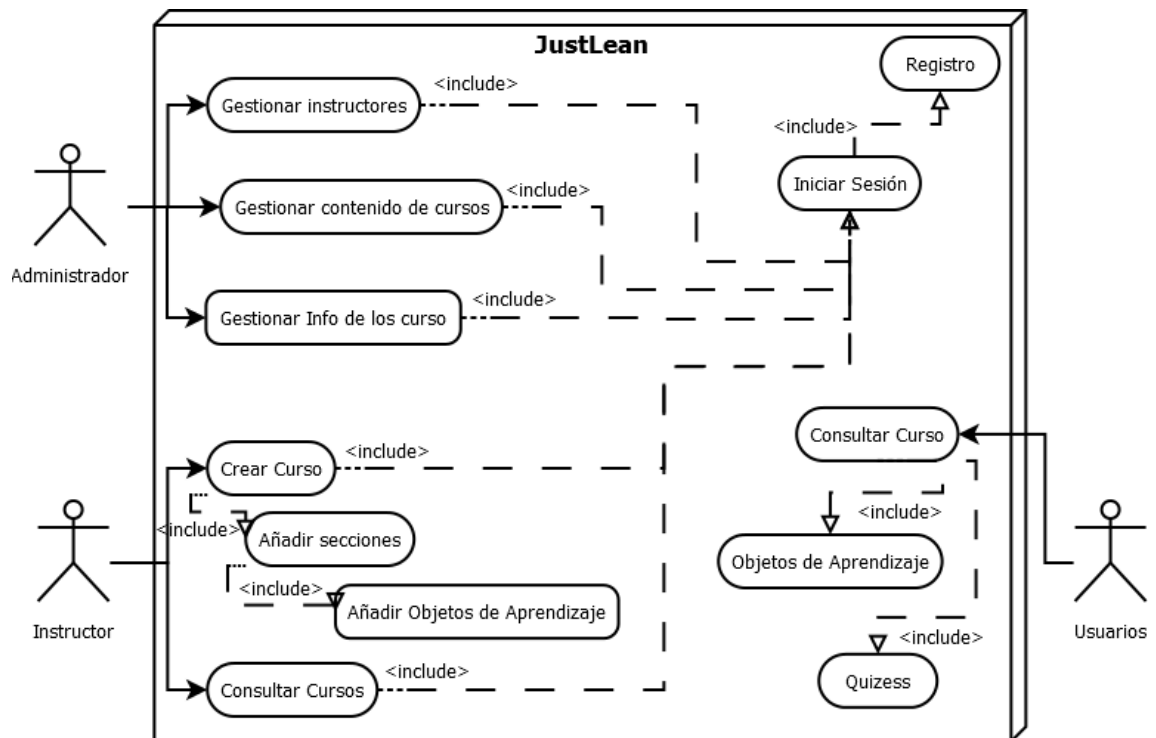 JustLean
Registro
<include>
Gestionar instructores
<include>
Iniciar Sesión
<include>
Gestionar contenido de cursos
Administrador
<include>
Gestionar Info de los curso
Consultar Curso
<include>
Crear Curso
<include>
<include>
Añadir secciones
Objetos de Aprendizaje
<include>
Añadir Objetos de Aprendizaje
Instructor
Usuarios
<include>
<include>
Consultar Cursos
Quizess